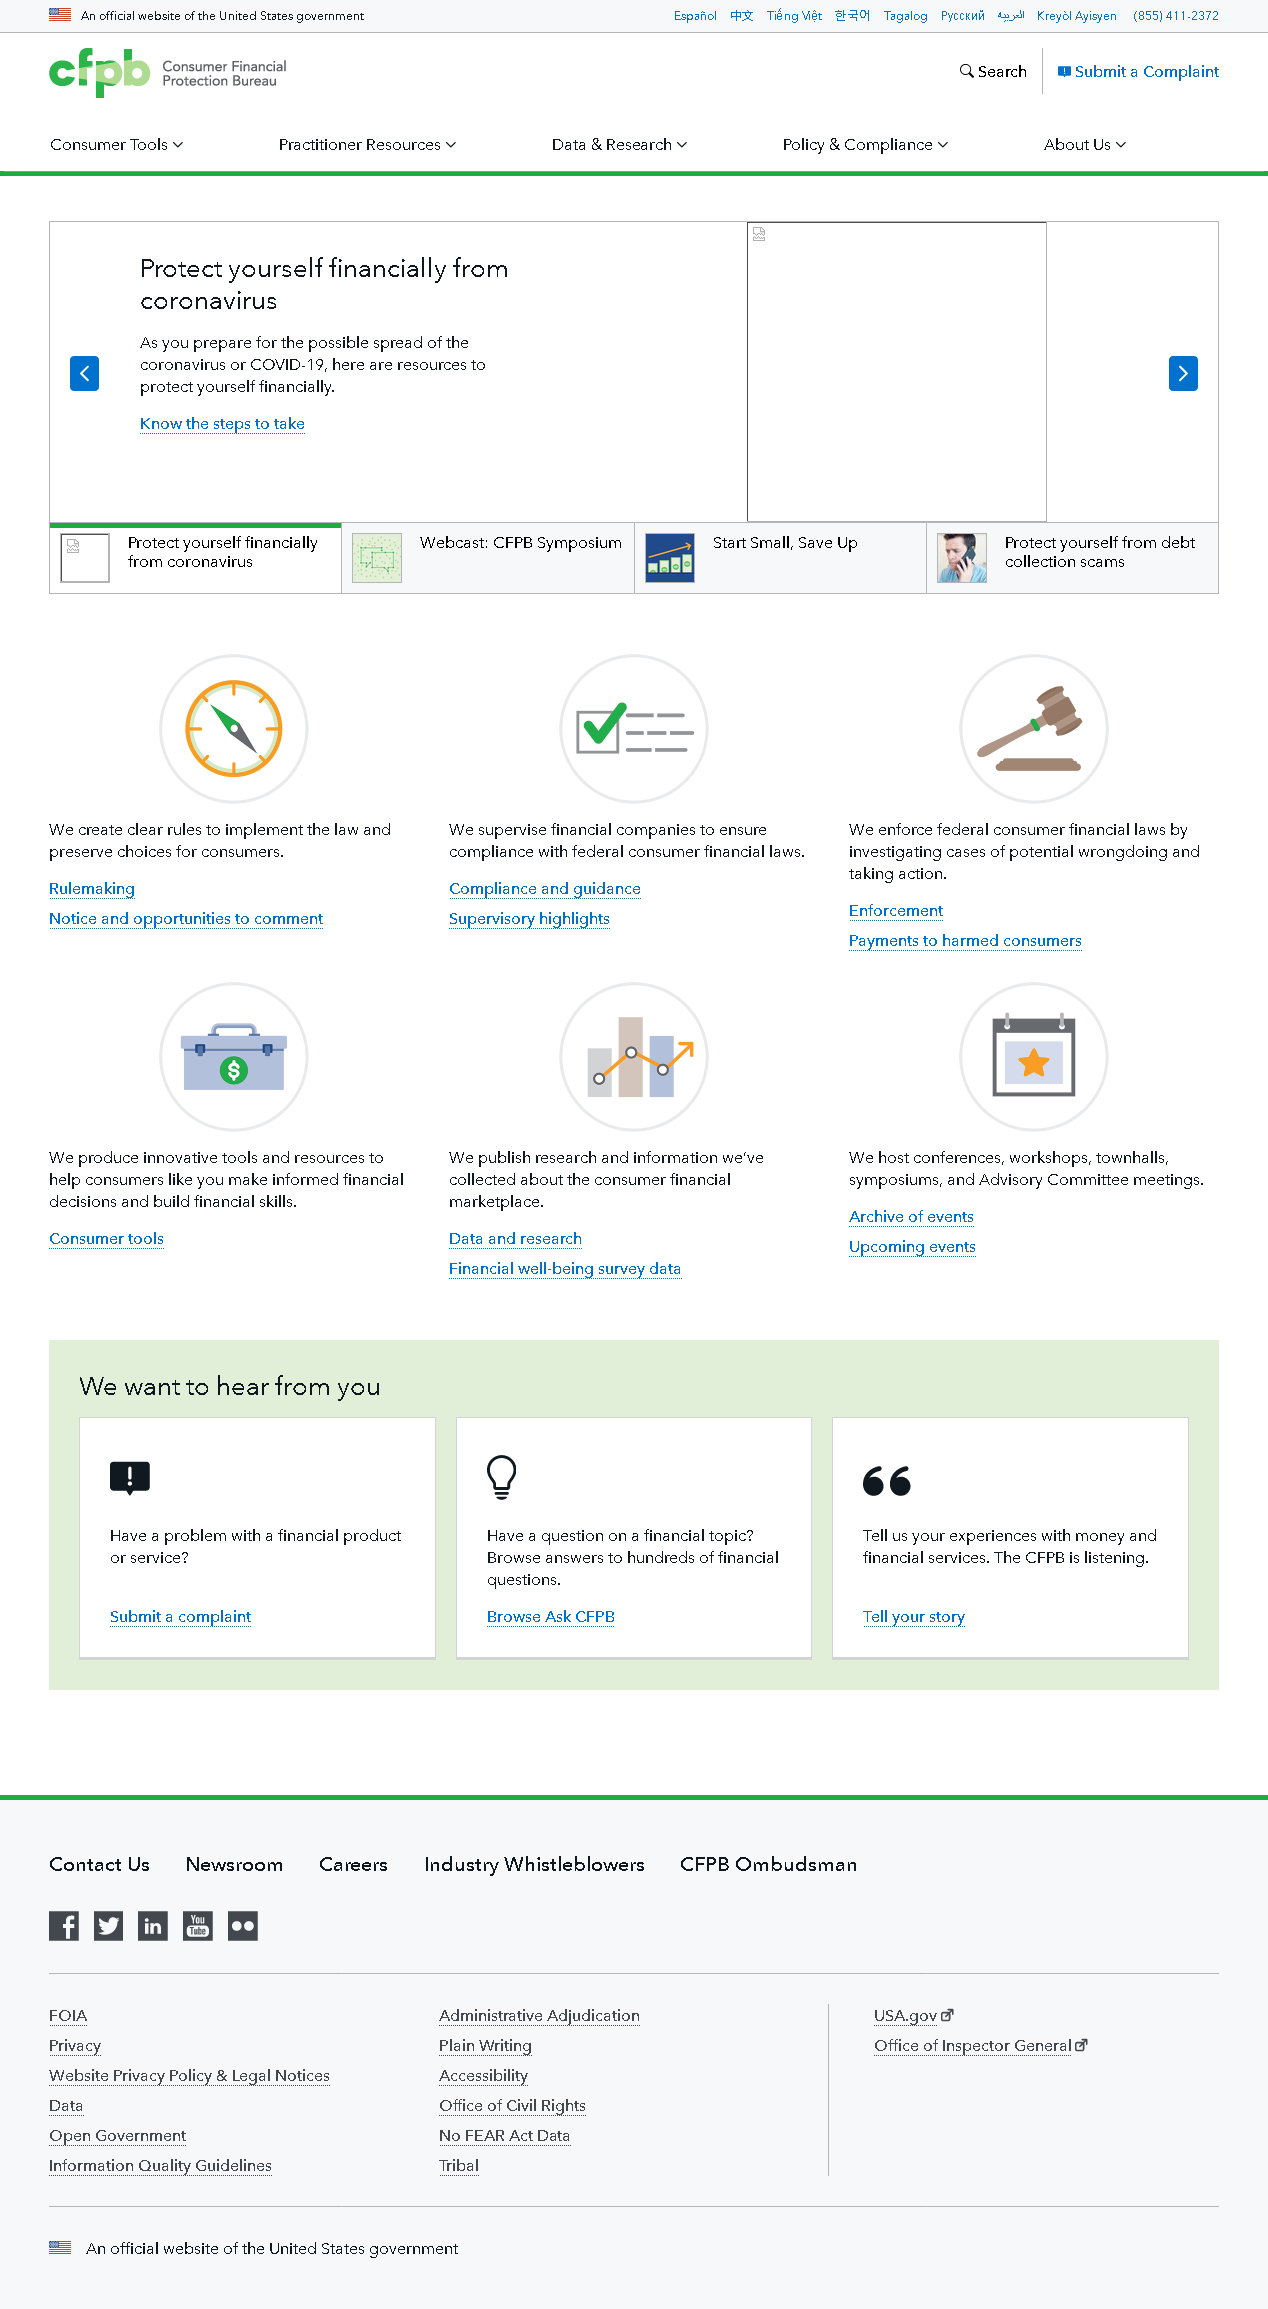 An official website of the United States government
Español 中文 Tiếng Việt 한국어 Tagalog Pусский العربية Kreyòl Ayisyen (855) 411-2372
cfpb Consumer Financial
Protection Bureau
Search
Submit a Complaint
Consumer Tools Practitioner Resources Data & Research Policy & Compliance About Us
Protect yourself financially from
coronavirus
As you prepare for the possible spread of the
coronavirus or COVID-19, here are resources to
protect yourself financially.
Know the steps to take
Protect yourself financially
from coronavirus
Webcast: CFPB Symposium
Start Small, Save Up
Protect yourself from debt
collection scams
We create clear rules to implement the law and
preserve choices for consumers.
Rulemaking
Notice and opportunities to comment
We supervise financial companies to ensure
compliance with federal consumer financial laws.
Compliance and guidance
Supervisory highlights
We enforce federal consumer financial laws by
investigating cases of potential wrongdoing and
taking action.
Enforcement
Payments to harmed consumers
$
We produce innovative tools and resources to
help consumers like you make informed financial
decisions and build financial skills.
Consumer tools
We publish research and information we’ve
collected about the consumer financial
marketplace.
Data and research
Financial well-being survey data
We host conferences, workshops, townhalls,
symposiums, and Advisory Committee meetings.
Archive of events
Upcoming events
We want to hear from you
Have a problem with a financial product
or service?
Submit a complaint
Have a question on a financial topic?
Browse answers to hundreds of financial
questions.
Browse Ask CFPB
Tell us your experiences with money and
financial services. The CFPB is listening.
Tell your story
Contact Us Newsroom Careers Industry Whistleblowers CFPB Ombudsman
f in You
Tube
FOIA
Privacy
Website Privacy Policy & Legal Notices
Data
Open Government
Information Quality Guidelines
Administrative Adjudication
Plain Writing
Accessibility
Office of Civil Rights
No FEAR Act Data
Tribal
USA.gov
Office of Inspector General
An official website of the United States government